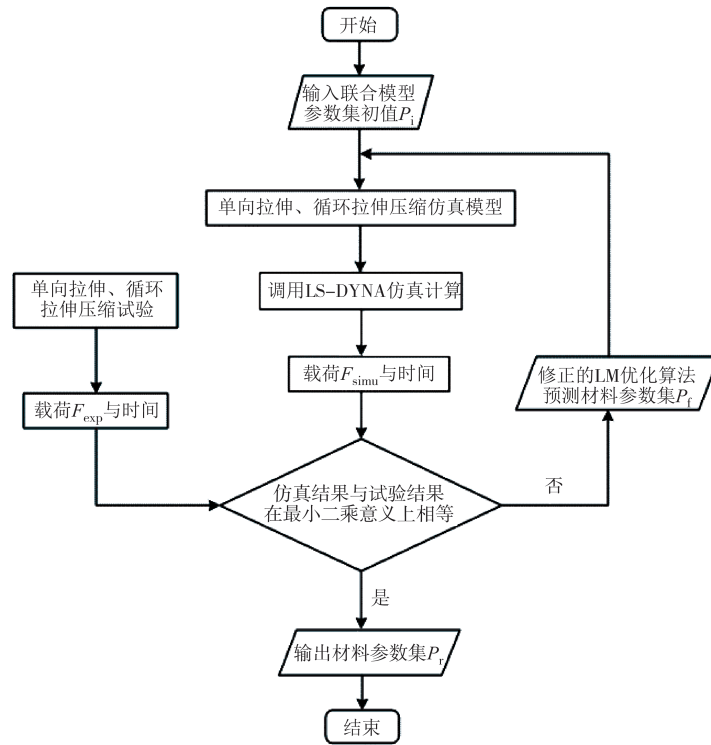 开始
输入联合模型
参数集初值Pi
单向拉伸、循环拉伸压缩仿真模型
单向拉伸、循环
拉伸压缩试验
调用LS-DYNA仿真计算
载荷Fsimu与时间
修正的LM优化算法
预测材料参数集Pf
载荷Fexp与时间
仿真结果与试验结果
在最小二乘意义上相等
否
是
输出材料参数集Pr
结束